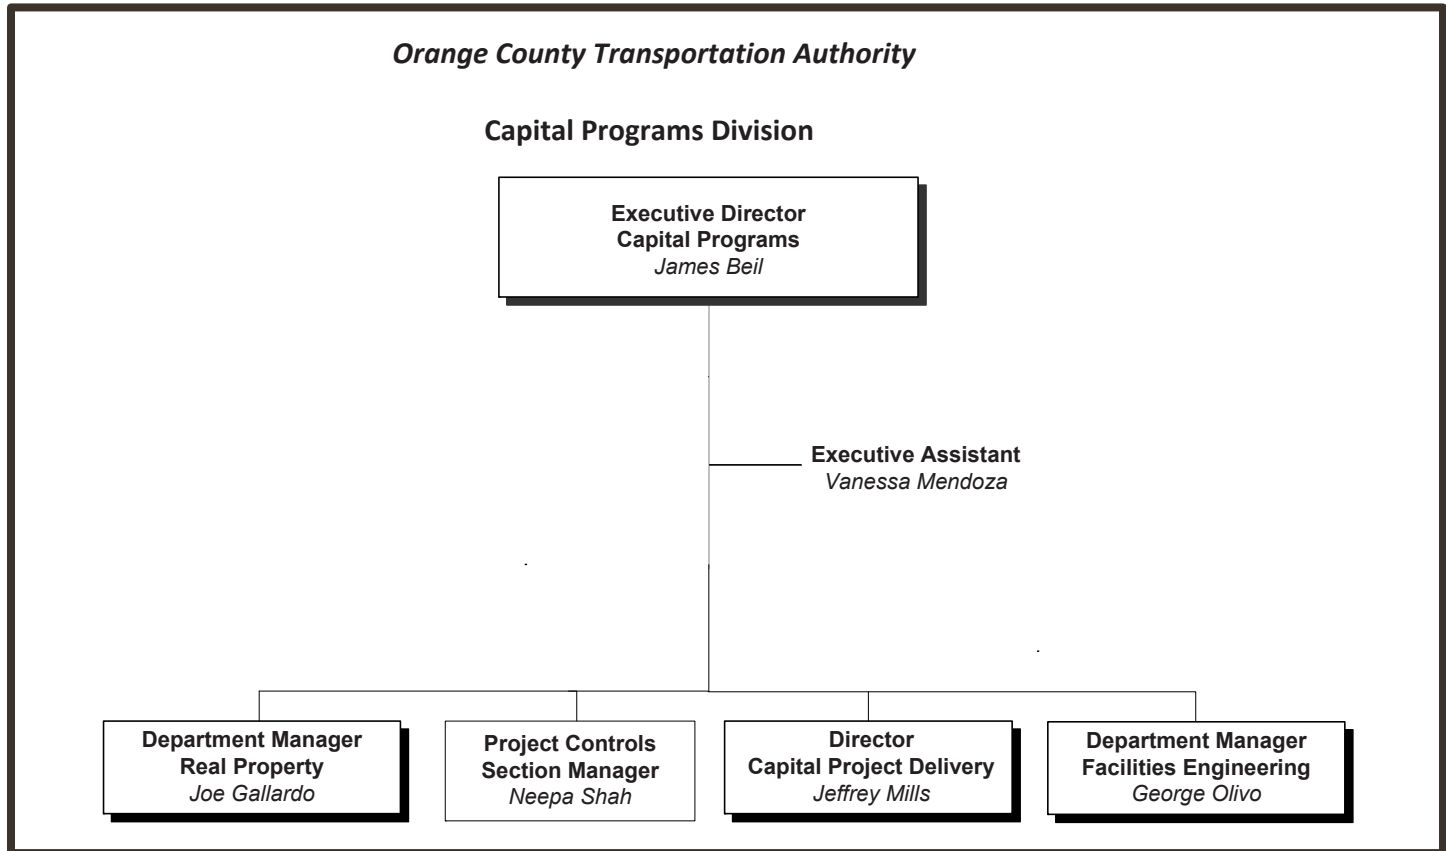 Orange County Transportation Authority
Capital Programs Division
Executive Director
Capital Programs
James Beil
Executive Assistant
Vanessa Mendoza
Department Manager
Real Property
Joe Gallardo
Project Controls
Section Manager
Neepa Shah
Director
Capital Project Delivery
Jeffrey Mills
Department Manager
Facilities Engineering
George Olivo